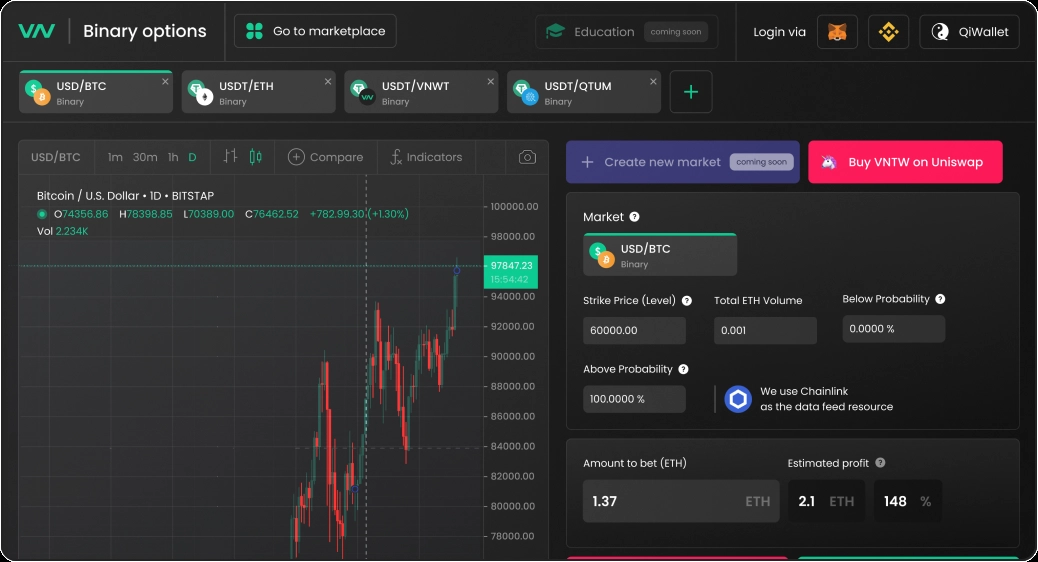 VNV
Binary options
Go to marketplace
Education
coming soon
Login via
QiWallet
USD/BTC
Binary
USDT/ETH
Binary
USDT/VNWT
Binary
USDT/QTUM
Binary
USD/BTC
1m 30m 1h D
Compare
Indicators
Create new market
coming soon
Buy VNTW on Uniswap
Bitcoin / U.S. Dollar • 1D • BITSTAP
O74356.86 H78398.85 L70389.00 C76462.52 +782.99.30 (+1.30%)
Vol 2.234K
100000.00
98000.00
97847.23
15:54:42
94000.00
92000.00
90000.00
88000.00
86000.00
84000.00
82000.00
80000.00
78000.00
Market ?
USD/BTC
Binary
Strike Price (Level) ?
Total ETH Volume
Below Probability ?
60000.00
0.001
0.0000 %
Above Probability ?
100.0000 %
We use Chainlink
as the data feed resource
Amount to bet (ETH)
Estimated profit ?
1.37 ETH
2.1 ETH
148 %